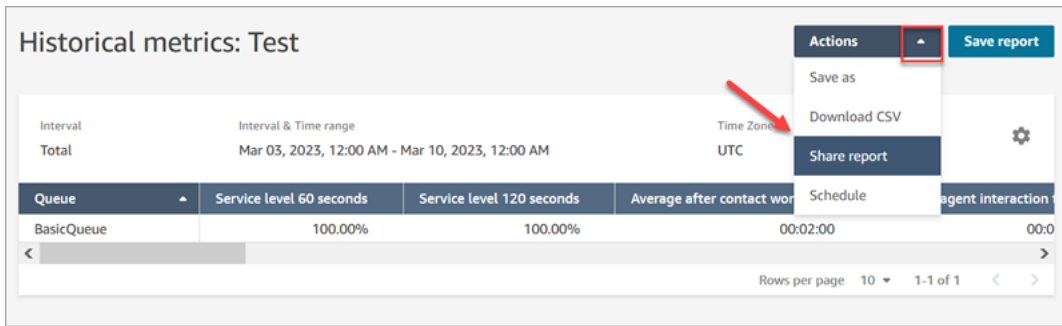 Historical metrics: Test
Actions
Save report
Save as
Download CSV
Share report
Schedule
Interval
Total
Interval & Time range
Mar 03, 2023, 12:00 AM - Mar 10, 2023, 12:00 AM
Time Zone
UTC
Queue Service level 60 seconds Service level 120 seconds Average after contact agent interaction
BasicQueue 100.00% 100.00% 00:02:00 00:0
Rows per page 10 1-1 of 1